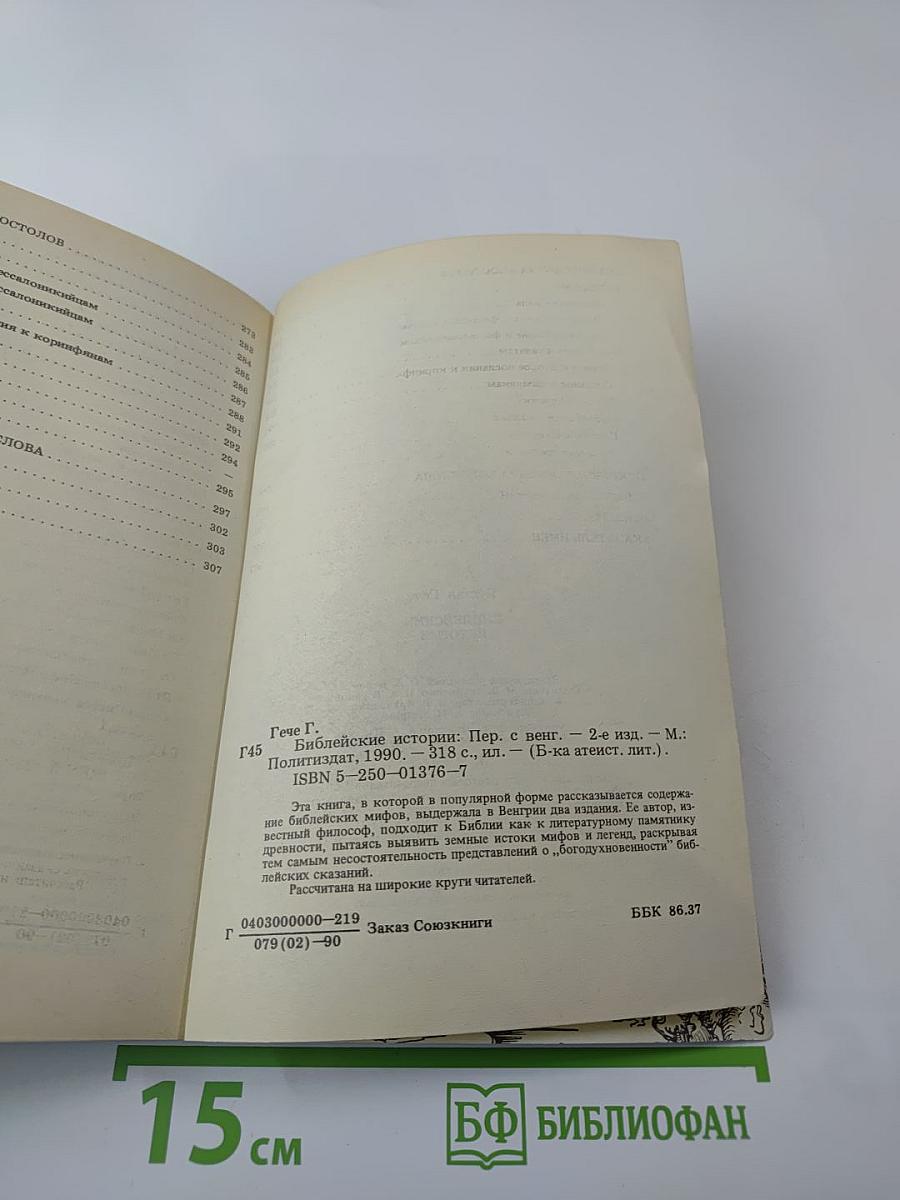 ОСТОЛОВ
273
ессалоникийцам
282
ссалоникийцам
284
285
ия к коринфянам
286
287
288
291
292
294
—
СЛОВА
295
297
302
303
307
Гече Г.
Г45 Библейские истории: Пер. с венг. — 2-е изд. — М.:
Политиздат, 1990. — 318 с., ил. — (Б-ка атеист. лит.).
ISBN 5—250—01376—7
Эта книга, в которой в популярной форме рассказывается содержа-
ние библейских мифов, выдержала в Венгрии два издания. Ее автор, из-
вестный философ, подходит к Библии как к литературному памятнику
древности, пытаясь выявить земные истоки мифов и легенд, раскрывая
тем самым несостоятельность представлений о „богодухновенности" биб-
лейских сказаний.
Рассчитана на широкие круги читателей.
Г 0403000000—219
079(02)—90
Заказ Союзкниги
ББК 86.37
15 см
БФ БИБЛИОФАН